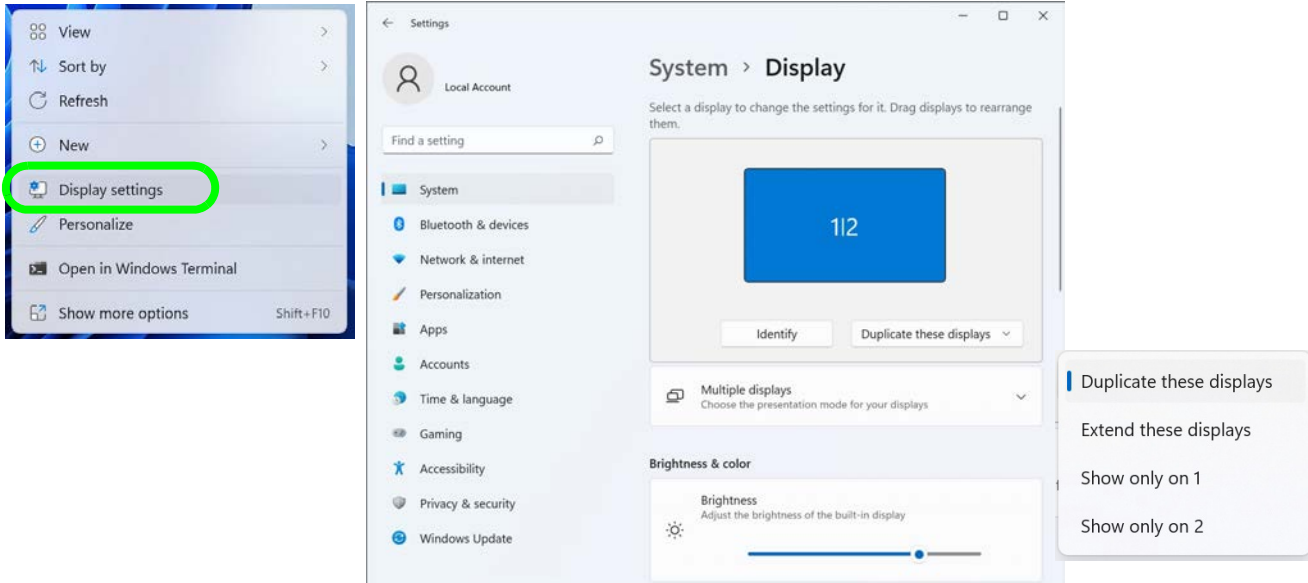 View
Sort by
Refresh
New
Display settings
Personalize
Open in Windows Terminal
Show more options Shift+F10
Settings
Local Account
Find a setting
System
Bluetooth & devices
Network & internet
Personalization
Apps
Accounts
Time & language
Gaming
Accessibility
Privacy & security
Windows Update
System > Display
Select a display to change the settings for it. Drag displays to rearrange
them.
1|2
Identify
Duplicate these displays
Multiple displays
Choose the presentation mode for your displays
Brightness & color
Brightness
Adjust the brightness of the built-in display
Duplicate these displays
Extend these displays
Show only on 1
Show only on 2